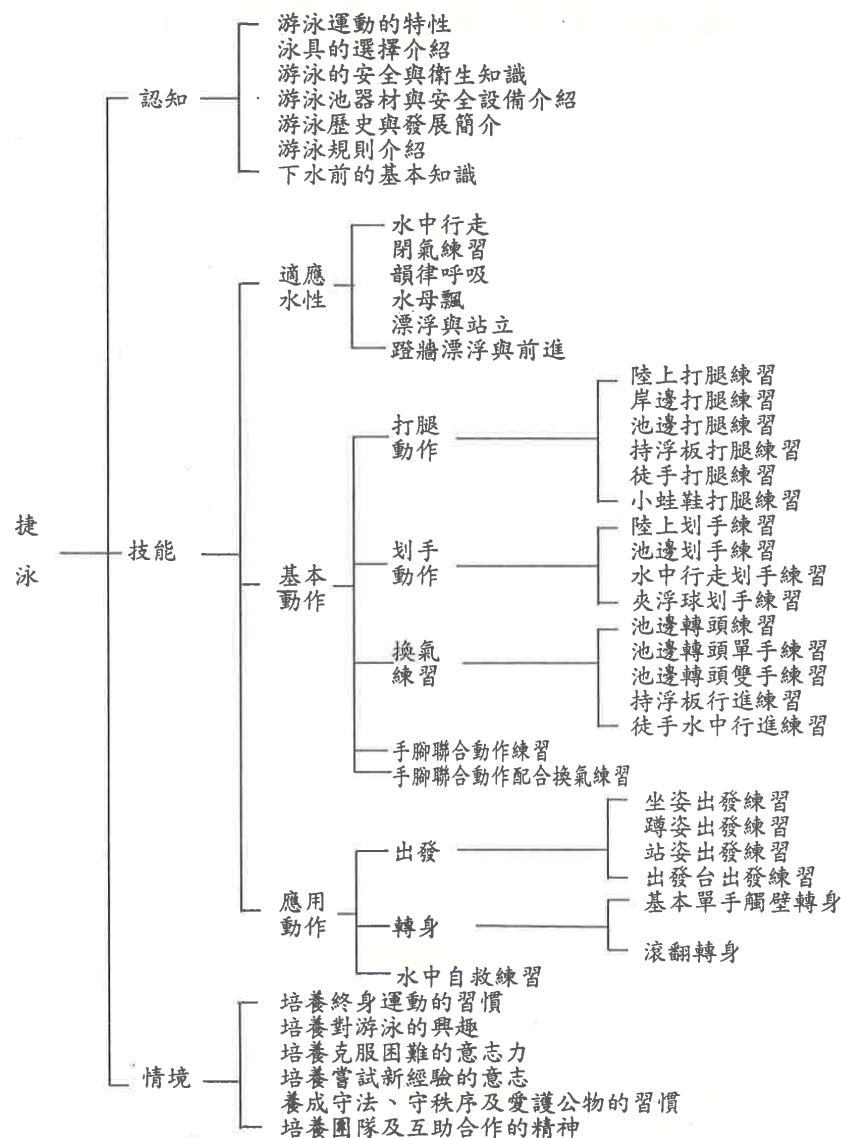 捷泳
認知
游泳運動的特性
泳具的選擇介紹
游泳的安全與衛生知識
游泳池器材與安全設備介紹
游泳歷史與發展簡介
游泳規則介紹
下水前的基本知識
技能
適應
水性
水中行走
閉氣練習
韻律呼吸
水母飄
漂浮與站立
蹬牆漂浮與前進
基本
動作
打腿
動作
陸上打腿練習
岸邊打腿練習
池邊打腿練習
持浮板打腿練習
徒手打腿練習
小蛙鞋打腿練習
划手
動作
陸上划手練習
池邊划手練習
水中行走划手練習
夾浮球划手練習
換氣
練習
池邊轉頭練習
池邊轉頭單手練習
池邊轉頭雙手練習
持浮板行進練習
徒手水中行進練習
手腳聯合動作練習
手腳聯合動作配合換氣練習
應用
動作
出發
坐姿出發練習
蹲姿出發練習
站姿出發練習
出發台出發練習
轉身
基本單手觸壁轉身
滾翻轉身
水中自救練習
情境
培養終身運動的習慣
培養對游泳的興趣
培養克服困難的意志力
培養嘗試新經驗的意志
養成守法、守秩序及愛護公物的習慣
培養團隊及互助合作的精神